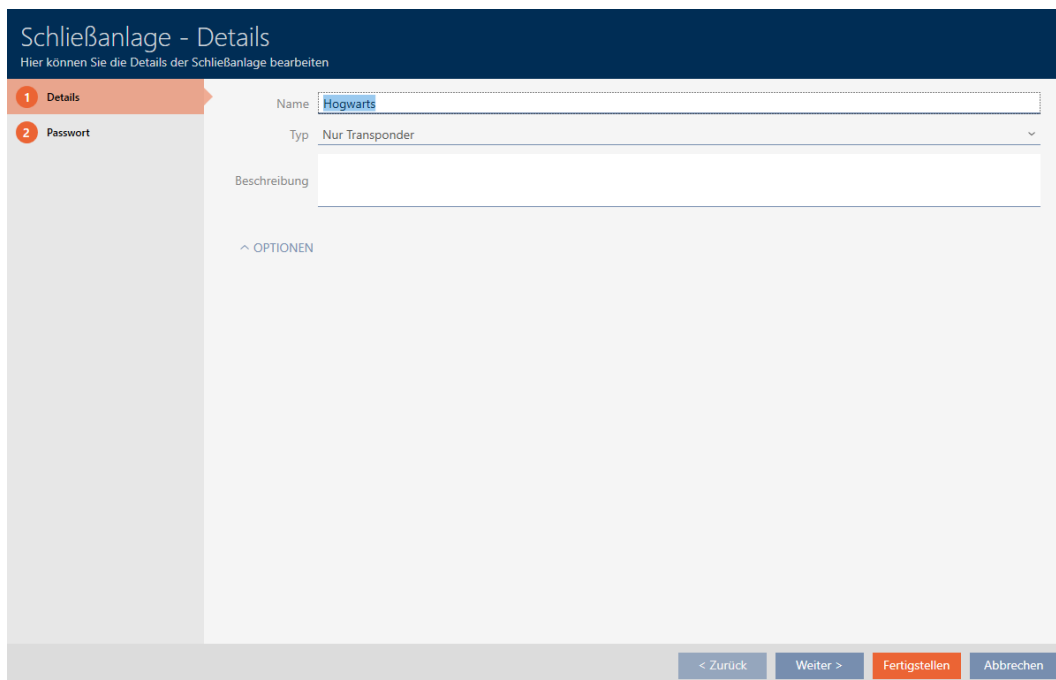 Schließanlage - Details
Hier können Sie die Details der Schließanlage bearbeiten
1 Details
2 Passwort
Name Hogwarts
Typ Nur Transponder
Beschreibung
OPTIONEN
< Zurück Weiter > Fertigstellen Abbrechen